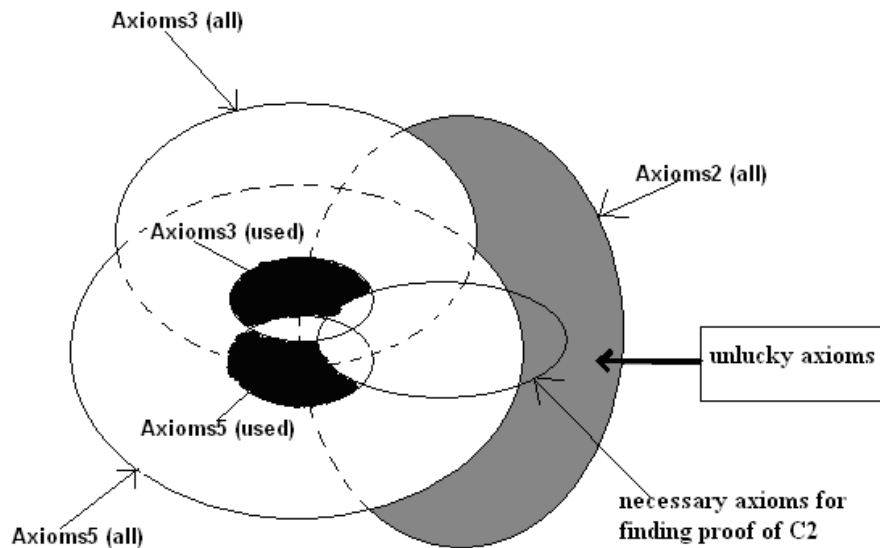 Axioms3 (all)
Axioms2 (all)
Axioms3 (used)
unlucky axioms
Axioms5 (used)
necessary axioms for
finding proof of C2
Axioms5 (all)